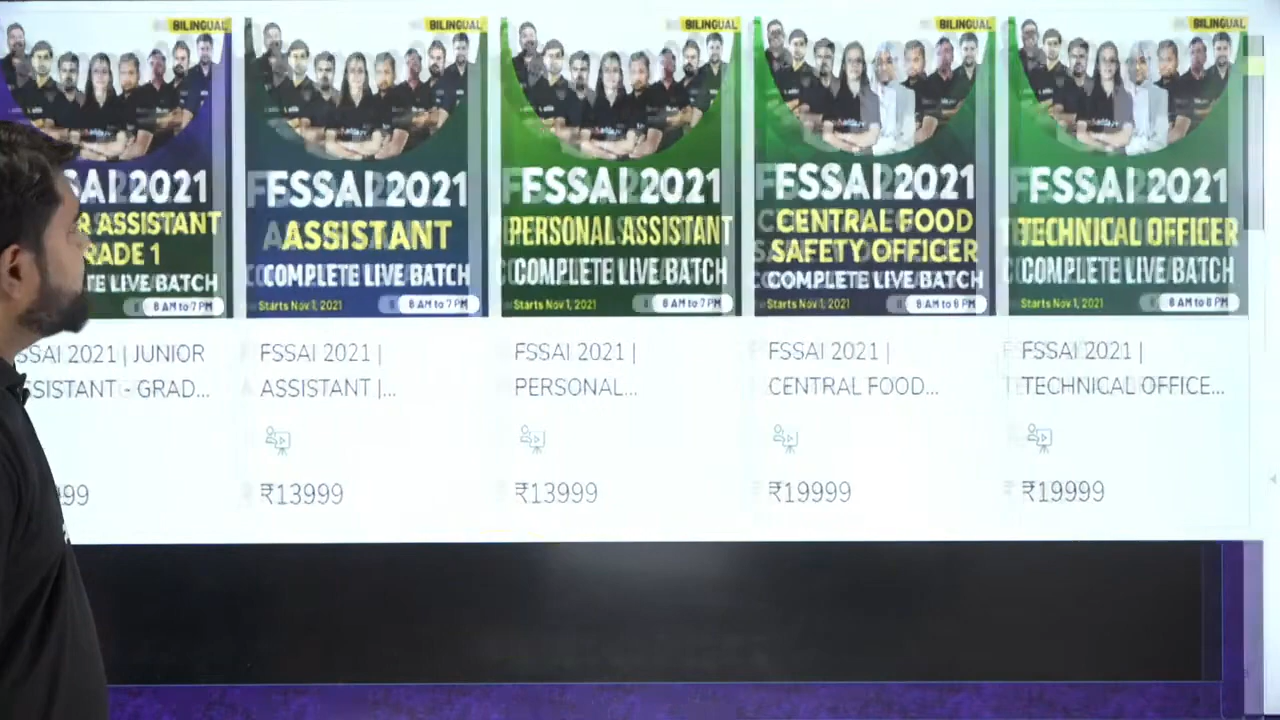 BILINGUAL
BILINGUAL
BILINGUAL
BILINGUAL
BILINGUAL
SAI 2021
R ASSISTANT
RADE 1
TE LIVE BATCH
8 AM to 7 PM
FSSAI 2021
ASSISTANT
COMPLETE LIVE BATCH
Starts Nov 1, 2021
8 AM to 7 PM
FSSAI 2021
PERSONAL ASSISTANT
COMPLETE LIVE BATCH
Starts Nov 1, 2021
8 AM to 7 PM
FSSAI 2021
CENTRAL FOOD
SAFETY OFFICER
COMPLETE LIVE BATCH
Starts Nov 1, 2021
8 AM to 8 PM
FSSAI 2021
TECHNICAL OFFICER
COMPLETE LIVE BATCH
Starts Nov 1, 2021
8 AM to 8 PM
SSAI 2021 | JUNIOR
SISTANT - GRAD...
99
FSSAI 2021 |
ASSISTANT |...
₹13999
FSSAI 2021 |
PERSONAL...
₹13999
FSSAI 2021 |
CENTRAL FOOD...
₹19999
FSSAI 2021 |
TECHNICAL OFFICE...
₹19999